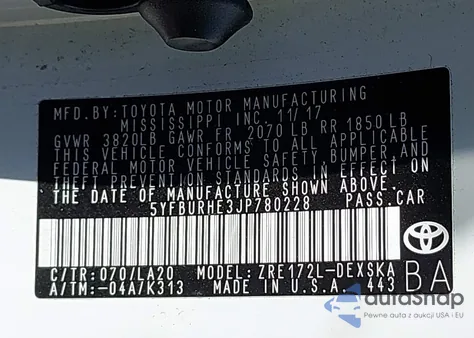 MFD.BY:TOYOTA MOTOR MANUFACTURING
MISSISSIPPI INC. 11/17
GVWR 3820LB GAWR FR 2070 LB RR 1850 LB
THIS VEHICLE CONFORMS TO ALL APPLICABLE
FEDERAL MOTOR VEHICLE SAFETY, BUMPER AND
THEFT PREVENTION STANDARDS IN EFFECT ON
THE DATE OF MANUFACTURE SHOWN ABOVE.
5YFBURHE3JP780228 PASS.CAR
C/TR:070/LA20 MODEL:ZRE172L-DEXSKA
A/TM:-04A/K313 MADE IN U.S.A. 443
BA
TOYOTA
autosnap
Pewne auta z aukcji USA i EU